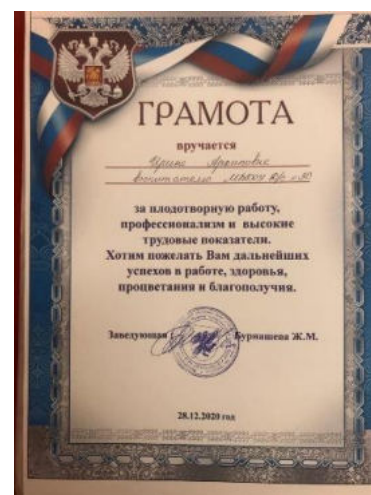 ГРАМОТА
вручается
воспитателю
за плодотворную работу,
профессионализм и высокие
трудовые показатели.
Хотим пожелать Вам дальнейших
успехов в работе, здоровья,
процветания и благополучия.
Заведующая Бурнашева Ж.М.
28.12.2020 год